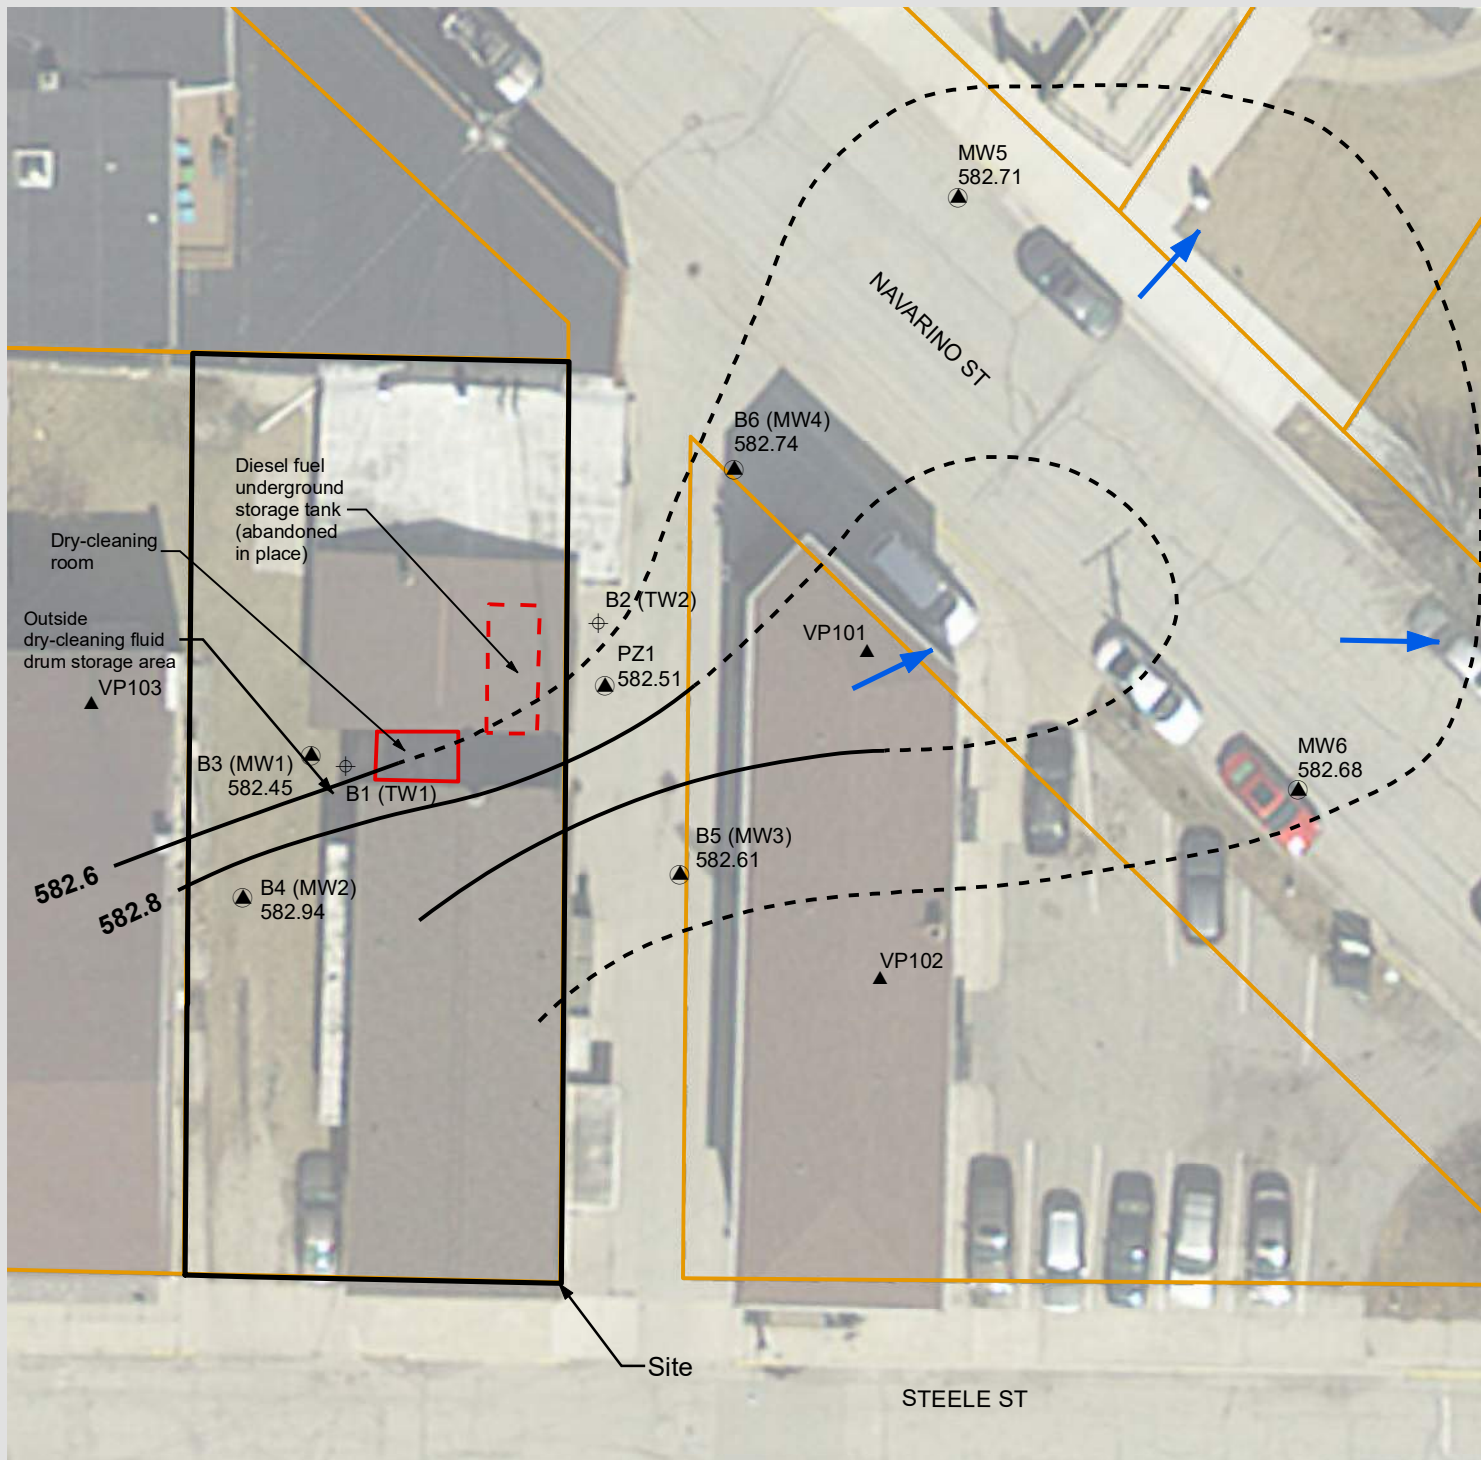 MW5
582.71
NAVARINO ST
B6 (MW4)
582.74
Diesel fuel
underground
storage tank
(abandoned
in place)
Dry-cleaning
room
Outside
dry-cleaning fluid
drum storage area
VP103
B2 (TW2)
PZ1
582.51
VP101
B3 (MW1)
582.45
B1 (TW1)
MW6
582.68
B5 (MW3)
582.61
582.6
582.8
B4 (MW2)
582.94
VP102
Site
STEELE ST